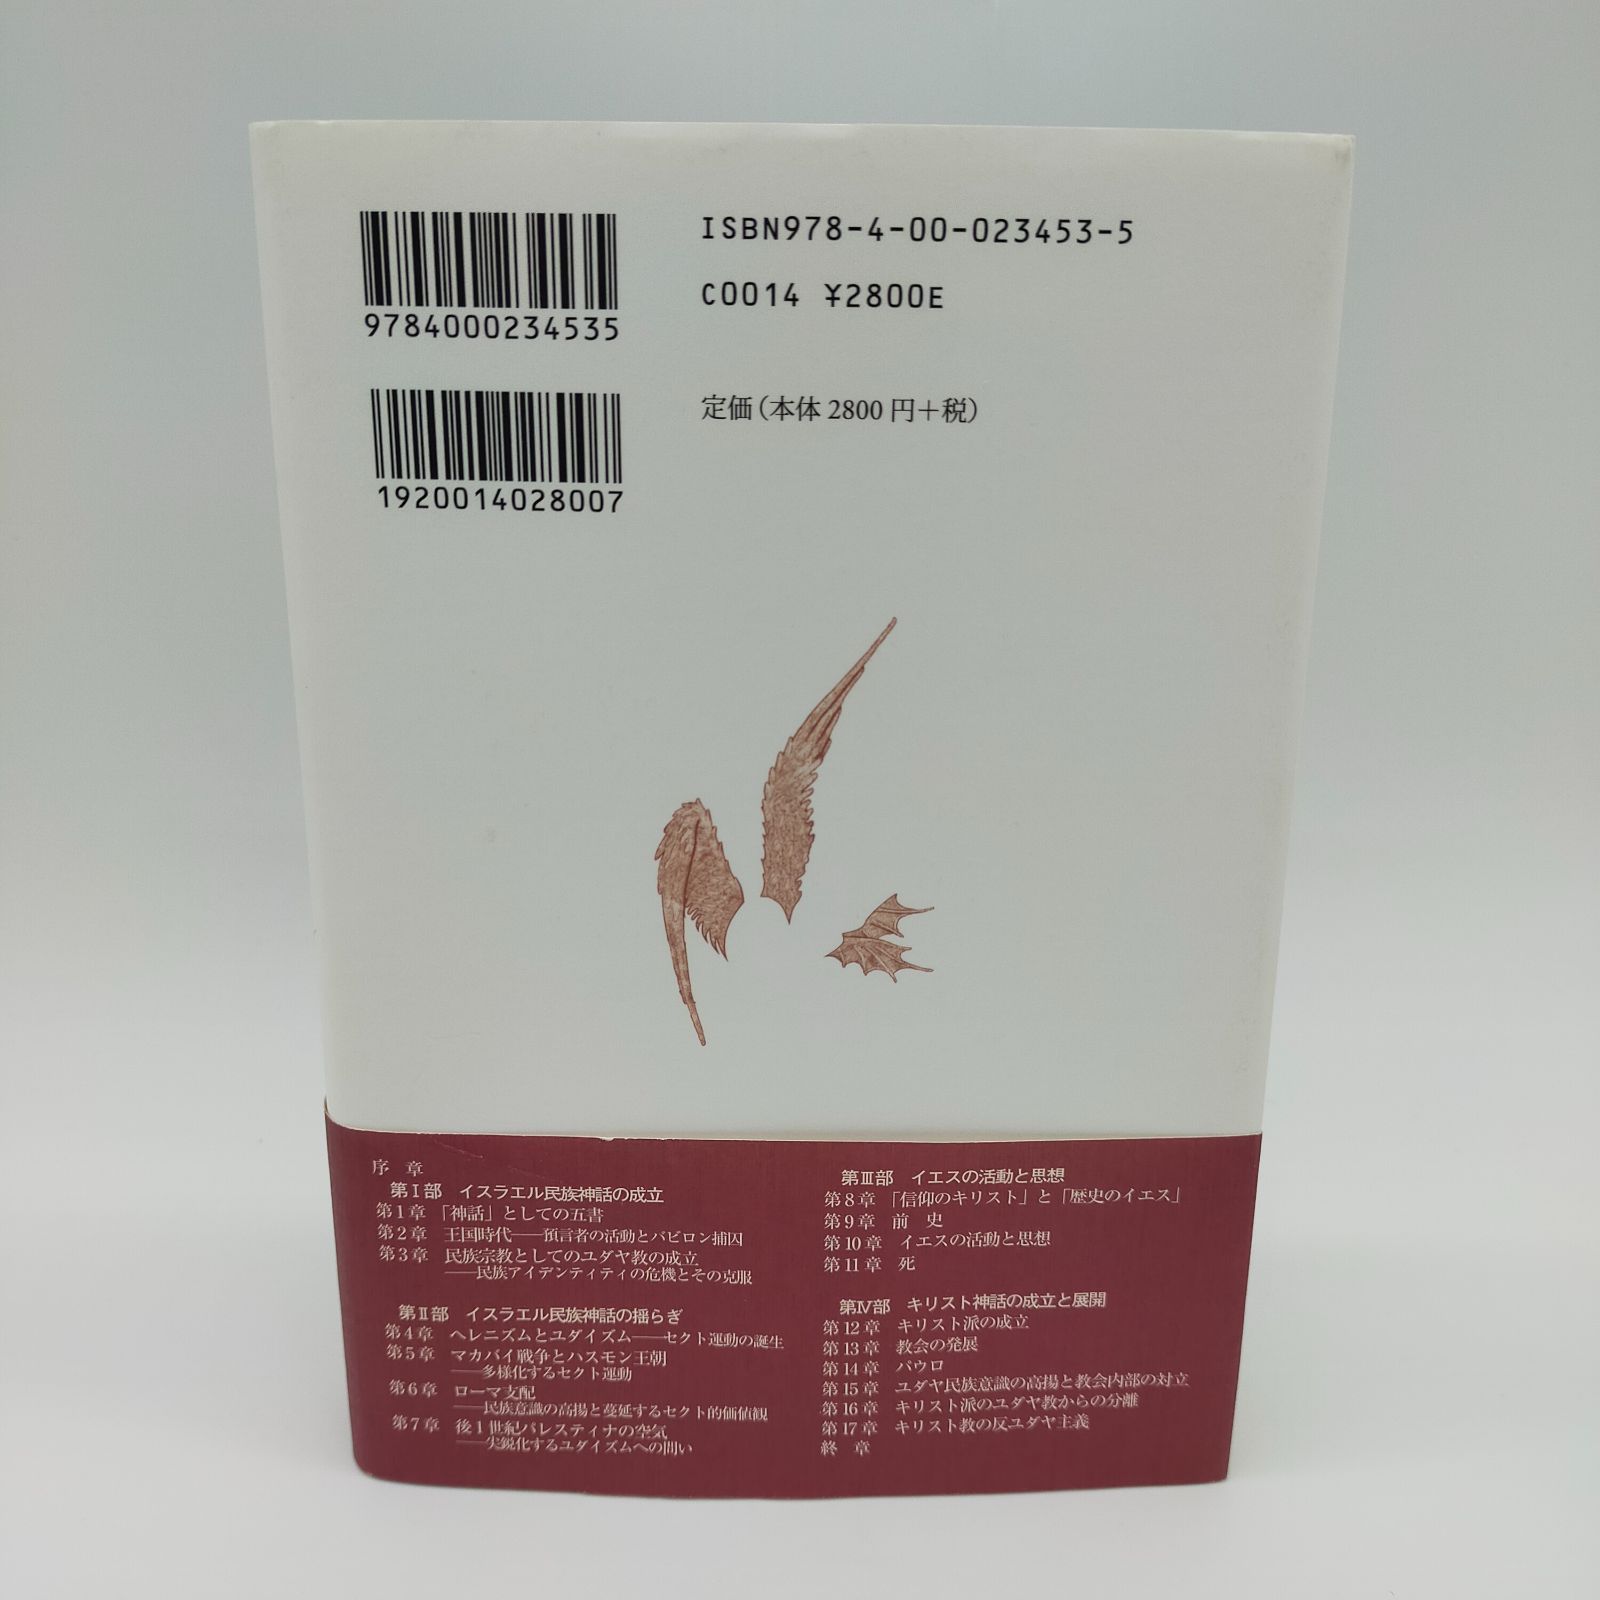 ISBN978-4-00-023453-5
C0014 ¥2800E
9784000234535
定価(本体 2800 円+税)
1920014028007
序 章
第Ⅰ部 イスラエル民族神話の成立
第1章 「神話」としての五書
第2章 王国時代——預言者の活動とバビロン捕囚
第3章 民族宗教としてのユダヤ教の成立
——民族アイデンティティの危機とその克服
第Ⅱ部 イスラエル民族神話の揺らぎ
第4章 ヘレニズムとユダイズム——セクト運動の誕生
第5章 マカバイ戦争とハスモン王朝
——多様化するセクト運動
第6章 ローマ支配
——民族意識の高揚と蔓延するセクト的価値観
第7章 後1世紀パレスティナの空気
——尖鋭化するユダイズムへの問い
第Ⅲ部 イエスの活動と思想
第8章 「信仰のキリスト」と「歴史のイエス」
第9章 前 史
第10章 イエスの活動と思想
第11章 死
第Ⅳ部 キリスト神話の成立と展開
第12章 キリスト派の成立
第13章 教会の発展
第14章 パウロ
第15章 ユダヤ民族意識の高揚と教会内部の対立
第16章 キリスト派のユダヤ教からの分離
第17章 キリスト教の反ユダヤ主義
終 章